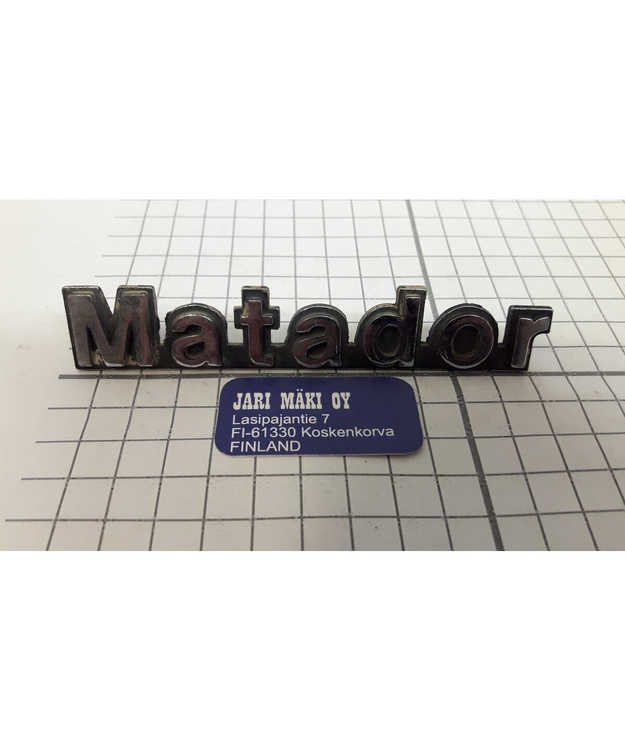 Matador
JARI MÄKI OY
Lasipajantie 7
FI-61330 Koskenkorva
FINLAND